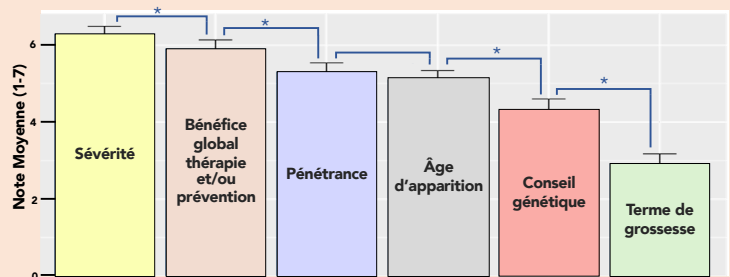 Note Moyenne (1-7)
6
4
2
0
*
*
*
*
Sévérité
Bénéfice
global
thérapie
et/ou
prévention
Pénétrance
Âge
d’apparition
Conseil
génétique
Terme de
grossesse